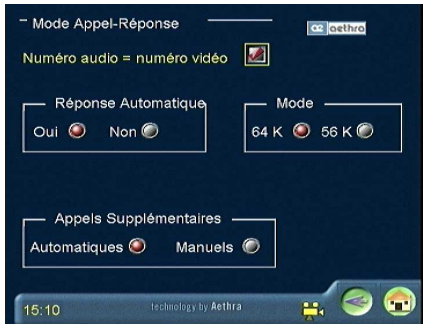 Mode Appel-Réponse
aethra
Numéro audio = numéro vidéo
Réponse Automatique
Mode
Oui Non
64 K 56 K
Appels Supplémentaires
Automatiques Manuels
15:10
technology by Aethra